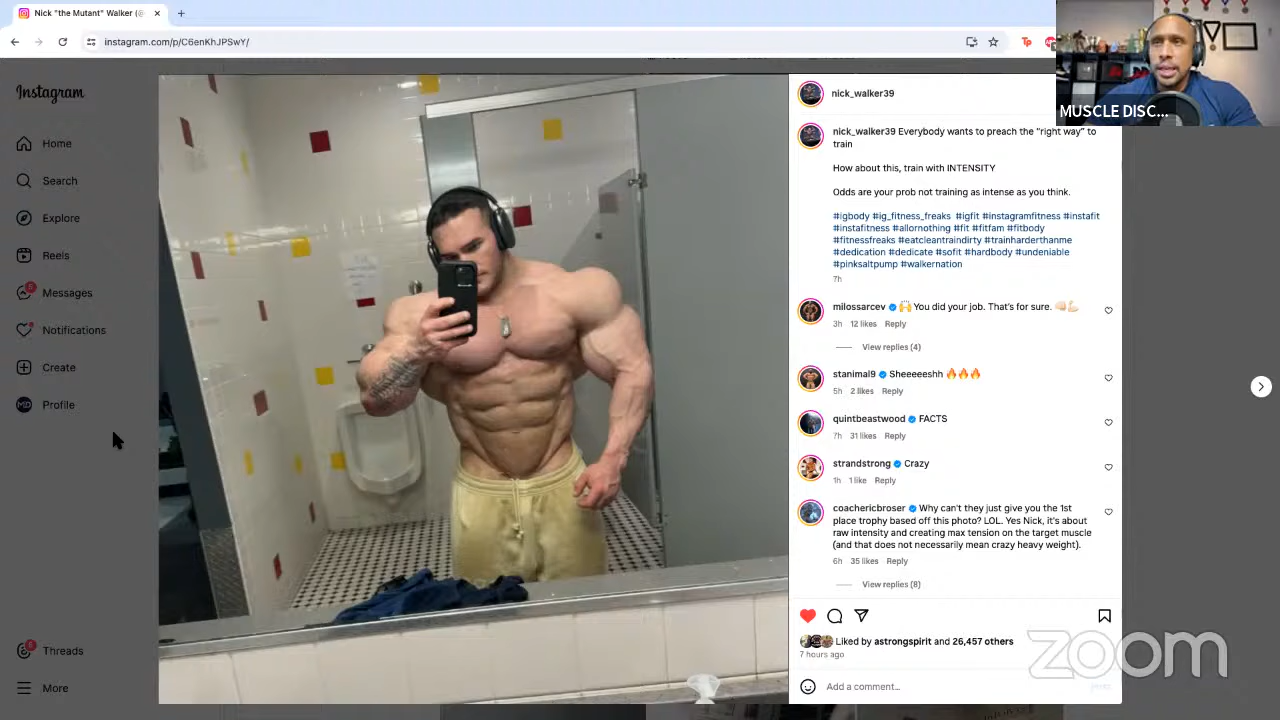 Nick "the Mutant" Walker (@
instagram.com/p/C6enKhJPSwY/
MUSCLE DISC...
Instagram
Home
Search
Explore
Reels
Messages
Notifications
Create
Profile
Threads
More
nick_walker39
nick_walker39 Everybody wants to preach the "right way" to
train
How about this, train with INTENSITY
Odds are your prob not training as intense as you think.
#igbody #ig_fitness_freaks #igfit #instagramfitness #instafit
#instafitness #allornothing #fit #fitfam #fitbody
#fitnessfreaks #eatcleantraindirty #trainharderthanme
#dedication #dedicate #sofit #hardbody #undeniable
#pinksaltpump #walkernation
7h
milossarcev 🙌 You did your job. That's for sure. 👊🏻💪🏻
3h 12 likes Reply
View replies (4)
stanimal9 Sheeeeeshh 🔥🔥🔥
5h 2 likes Reply
quintbeastwood FACTS
7h 31 likes Reply
strandstrong Crazy
1h 1 like Reply
coachericbroser Why can't they just give you the 1st
place trophy based off this photo? LOL. Yes Nick, it's about
raw intensity and creating max tension on the target muscle
(and that does not necessarily mean crazy heavy weight).
6h 35 likes Reply
View replies (8)
Liked by astrongspirit and 26,457 others
7 hours ago
Add a comment...
zoom